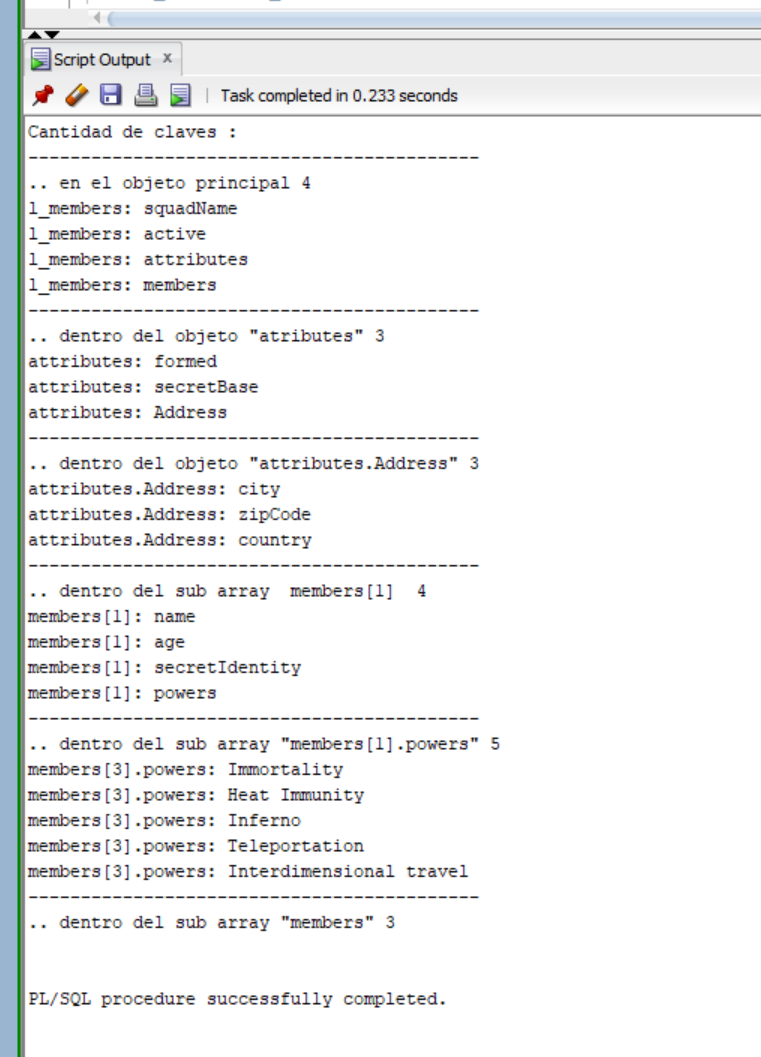 Script Output x
Task completed in 0.233 seconds
Cantidad de claves :
-------------------------------------------
.. en el objeto principal 4
l_members: squadName
l_members: active
l_members: attributes
l_members: members
-------------------------------------------
.. dentro del objeto "atributes" 3
attributes: formed
attributes: secretBase
attributes: Address
-------------------------------------------
.. dentro del objeto "attributes.Address" 3
attributes.Address: city
attributes.Address: zipCode
attributes.Address: country
-------------------------------------------
.. dentro del sub array  members[1]  4
members[1]: name
members[1]: age
members[1]: secretIdentity
members[1]: powers
-------------------------------------------
.. dentro del sub array "members[1].powers" 5
members[3].powers: Immortality
members[3].powers: Heat Immunity
members[3].powers: Inferno
members[3].powers: Teleportation
members[3].powers: Interdimensional travel
-------------------------------------------
.. dentro del sub array "members" 3
PL/SQL procedure successfully completed.